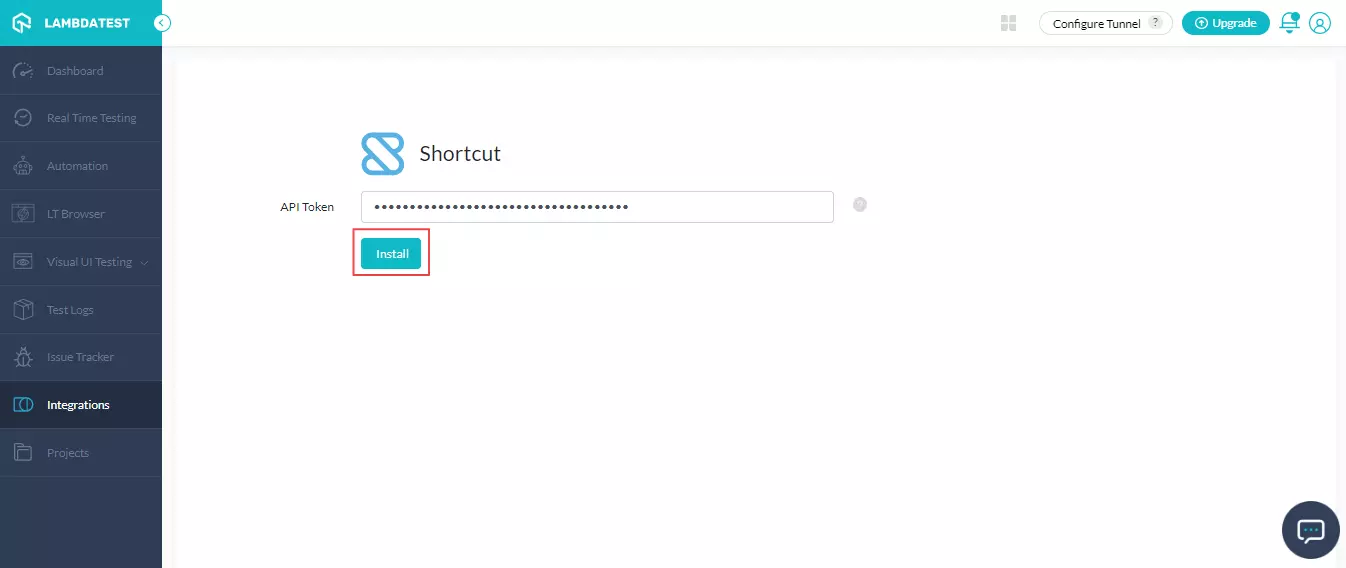 LAMBDATEST
Configure Tunnel ?
Upgrade
Dashboard
Real Time Testing
Automation
LT Browser
Visual UI Testing
Test Logs
Issue Tracker
Integrations
Projects
Shortcut
API Token
•••••••••••••••••••••••••••••••••••• ?
Install